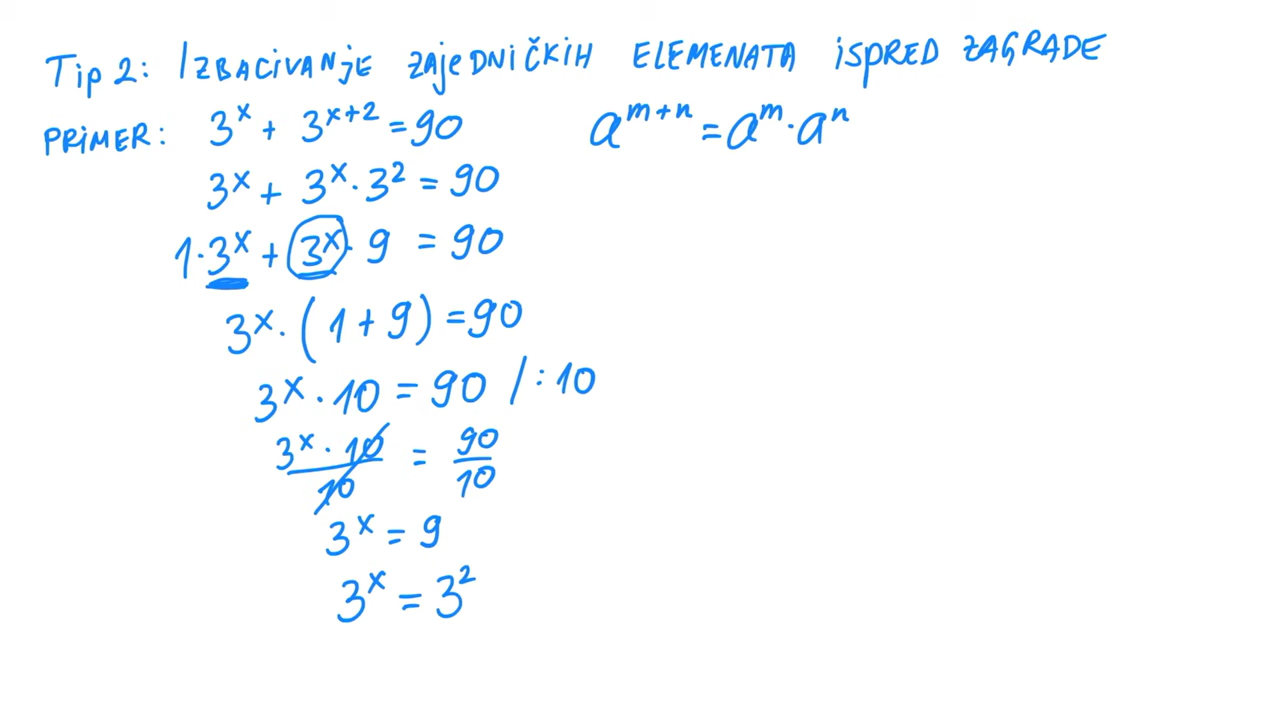 Tip 2: IZBACIVANjE ZAjEDNIČKIH ELEMENATA ISPRED ZAGRADE
PRIMER: 3^x + 3^{x+2} = 90 a^{m+n} = a^m · a^n
3^x + 3^x · 3^2 = 90
1 · 3^x + 3^x · 9 = 90
3^x · (1 + 9) = 90
3^x · 10 = 90 / : 10
\frac{3^x · 10}{10} = \frac{90}{10}
3^x = 9
3^x = 3^2